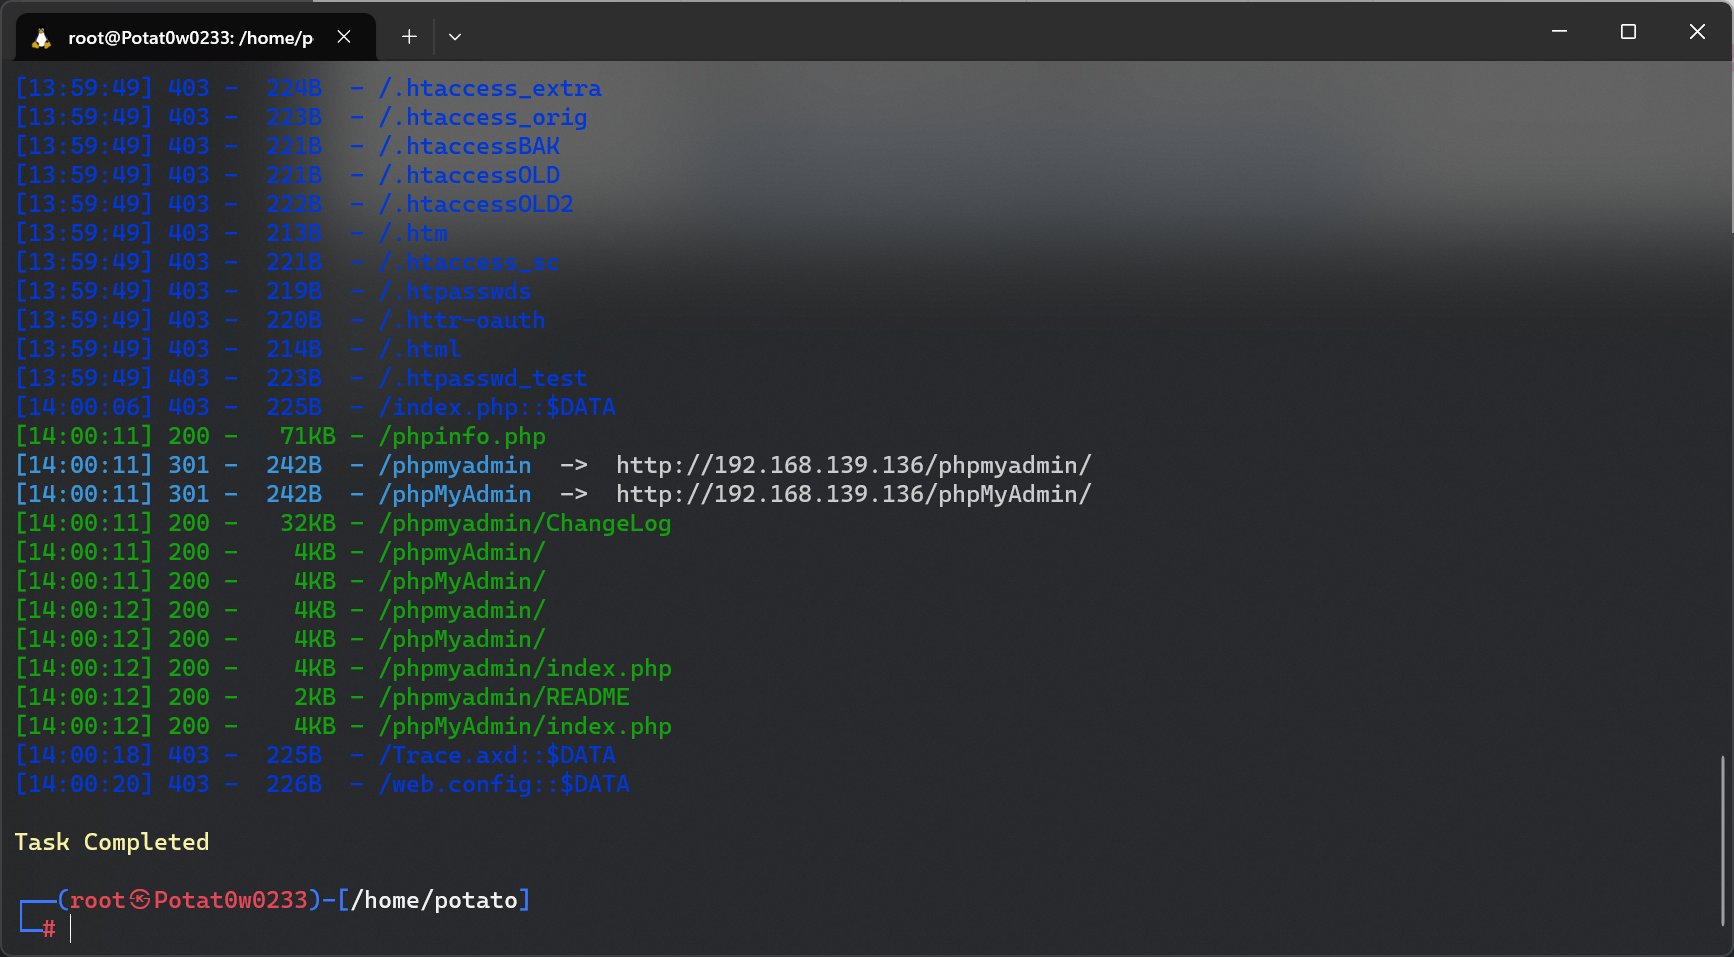 root@Potat0w0233: /home/p
[13:59:49] 403 -  224B  - /.htaccess_extra
[13:59:49] 403 -  223B  - /.htaccess_orig
[13:59:49] 403 -  221B  - /.htaccessBAK
[13:59:49] 403 -  221B  - /.htaccessOLD
[13:59:49] 403 -  222B  - /.htaccessOLD2
[13:59:49] 403 -  213B  - /.htm
[13:59:49] 403 -  221B  - /.htaccess_sc
[13:59:49] 403 -  219B  - /.htpasswds
[13:59:49] 403 -  220B  - /.httr-oauth
[13:59:49] 403 -  214B  - /.html
[13:59:49] 403 -  223B  - /.htpasswd_test
[14:00:06] 403 -  225B  - /index.php::$DATA
[14:00:11] 200 -   71KB - /phpinfo.php
[14:00:11] 301 -  242B  - /phpmyadmin  ->  http://192.168.139.136/phpmyadmin/
[14:00:11] 301 -  242B  - /phpMyAdmin  ->  http://192.168.139.136/phpMyAdmin/
[14:00:11] 200 -   32KB - /phpmyadmin/ChangeLog
[14:00:11] 200 -    4KB - /phpmyAdmin/
[14:00:11] 200 -    4KB - /phpMyAdmin/
[14:00:12] 200 -    4KB - /phpmyadmin/
[14:00:12] 200 -    4KB - /phpMyadmin/
[14:00:12] 200 -    4KB - /phpmyadmin/index.php
[14:00:12] 200 -    2KB - /phpmyadmin/README
[14:00:12] 200 -    4KB - /phpMyAdmin/index.php
[14:00:18] 403 -  225B  - /Trace.axd::$DATA
[14:00:20] 403 -  226B  - /web.config::$DATA
Task Completed
┌──(root㉿Potat0w0233)-[/home/potato]
└─#